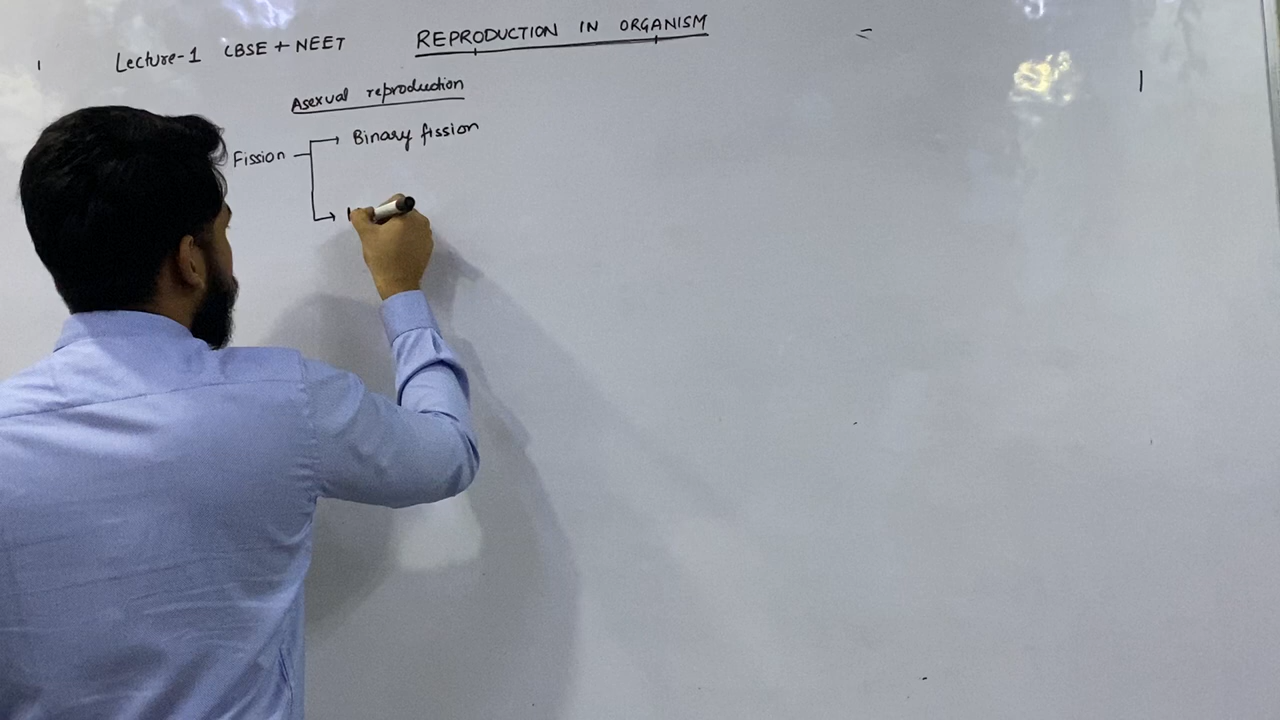 Lecture-1 CBSE + NEET REPRODUCTION IN ORGANISM
Asexual reproduction
Fission
Binary fission